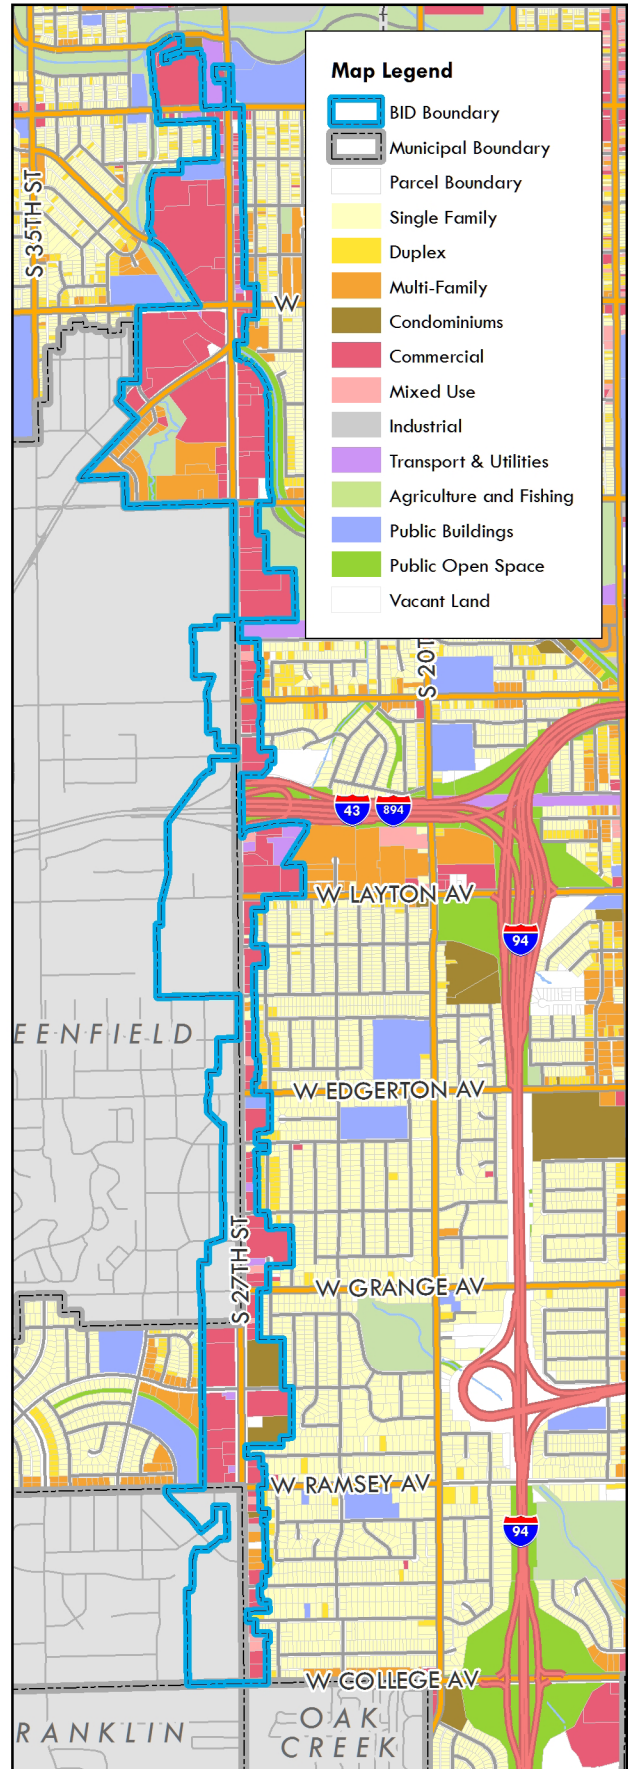 Map Legend
BID Boundary
Municipal Boundary
Parcel Boundary
Single Family
Duplex
Multi-Family
Condominiums
Commercial
Mixed Use
Industrial
Transport & Utilities
Agriculture and Fishing
Public Buildings
Public Open Space
Vacant Land
S 35TH ST
W
S 20T
43
894
W LAYTON AV
94
EENFIELD
W EDGERTON AV
S 27TH ST
W GRANGE AV
W RAMSEY AV
94
W COLLEGE AV
RANKLIN
OAK
CREEK